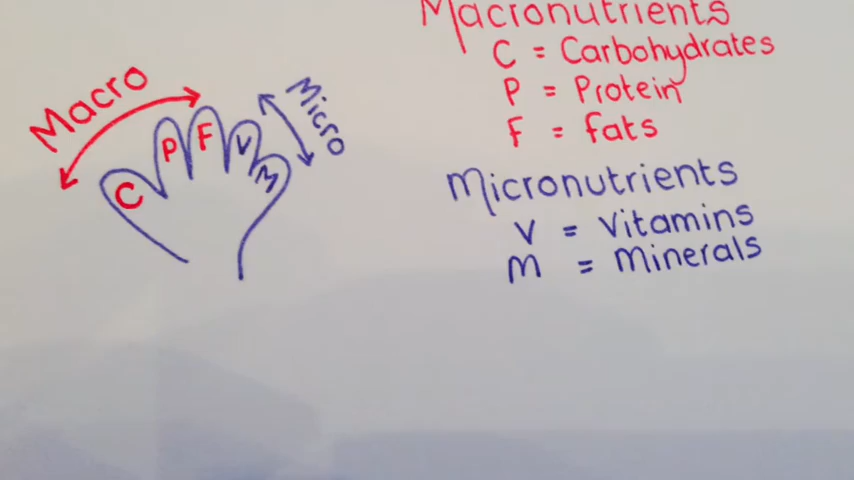 Macro
Micro
C
P
F
V
M
Macronutrients
C = Carbohydrates
P = Protein
F = fats
Micronutrients
V = Vitamins
M = Minerals